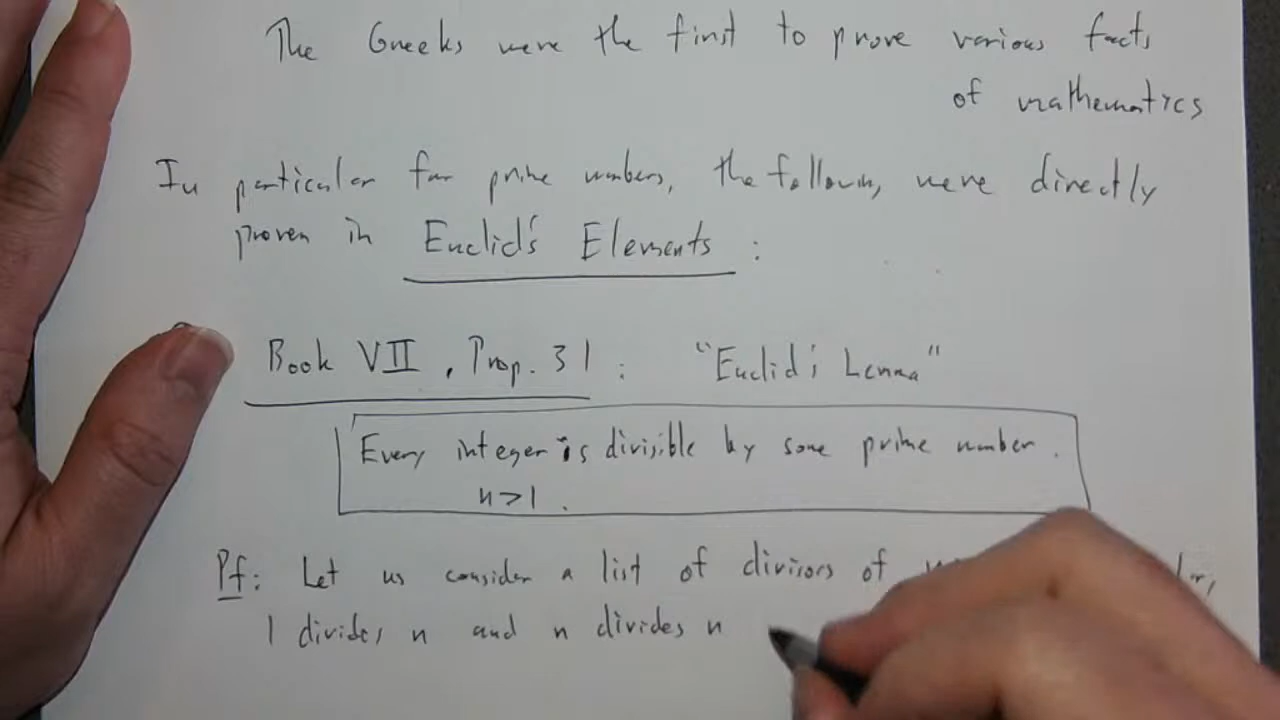 The Greeks were the first to prove various facts
of mathematics
In particular for prime numbers, the following were directly
proven in Euclid's Elements :
Book VII, Prop. 31 : "Euclid's Lemma"
Every integer is divisible by some prime number.
n>1.
Pf: Let us consider a list of divisors of
1 divides n and n divides n